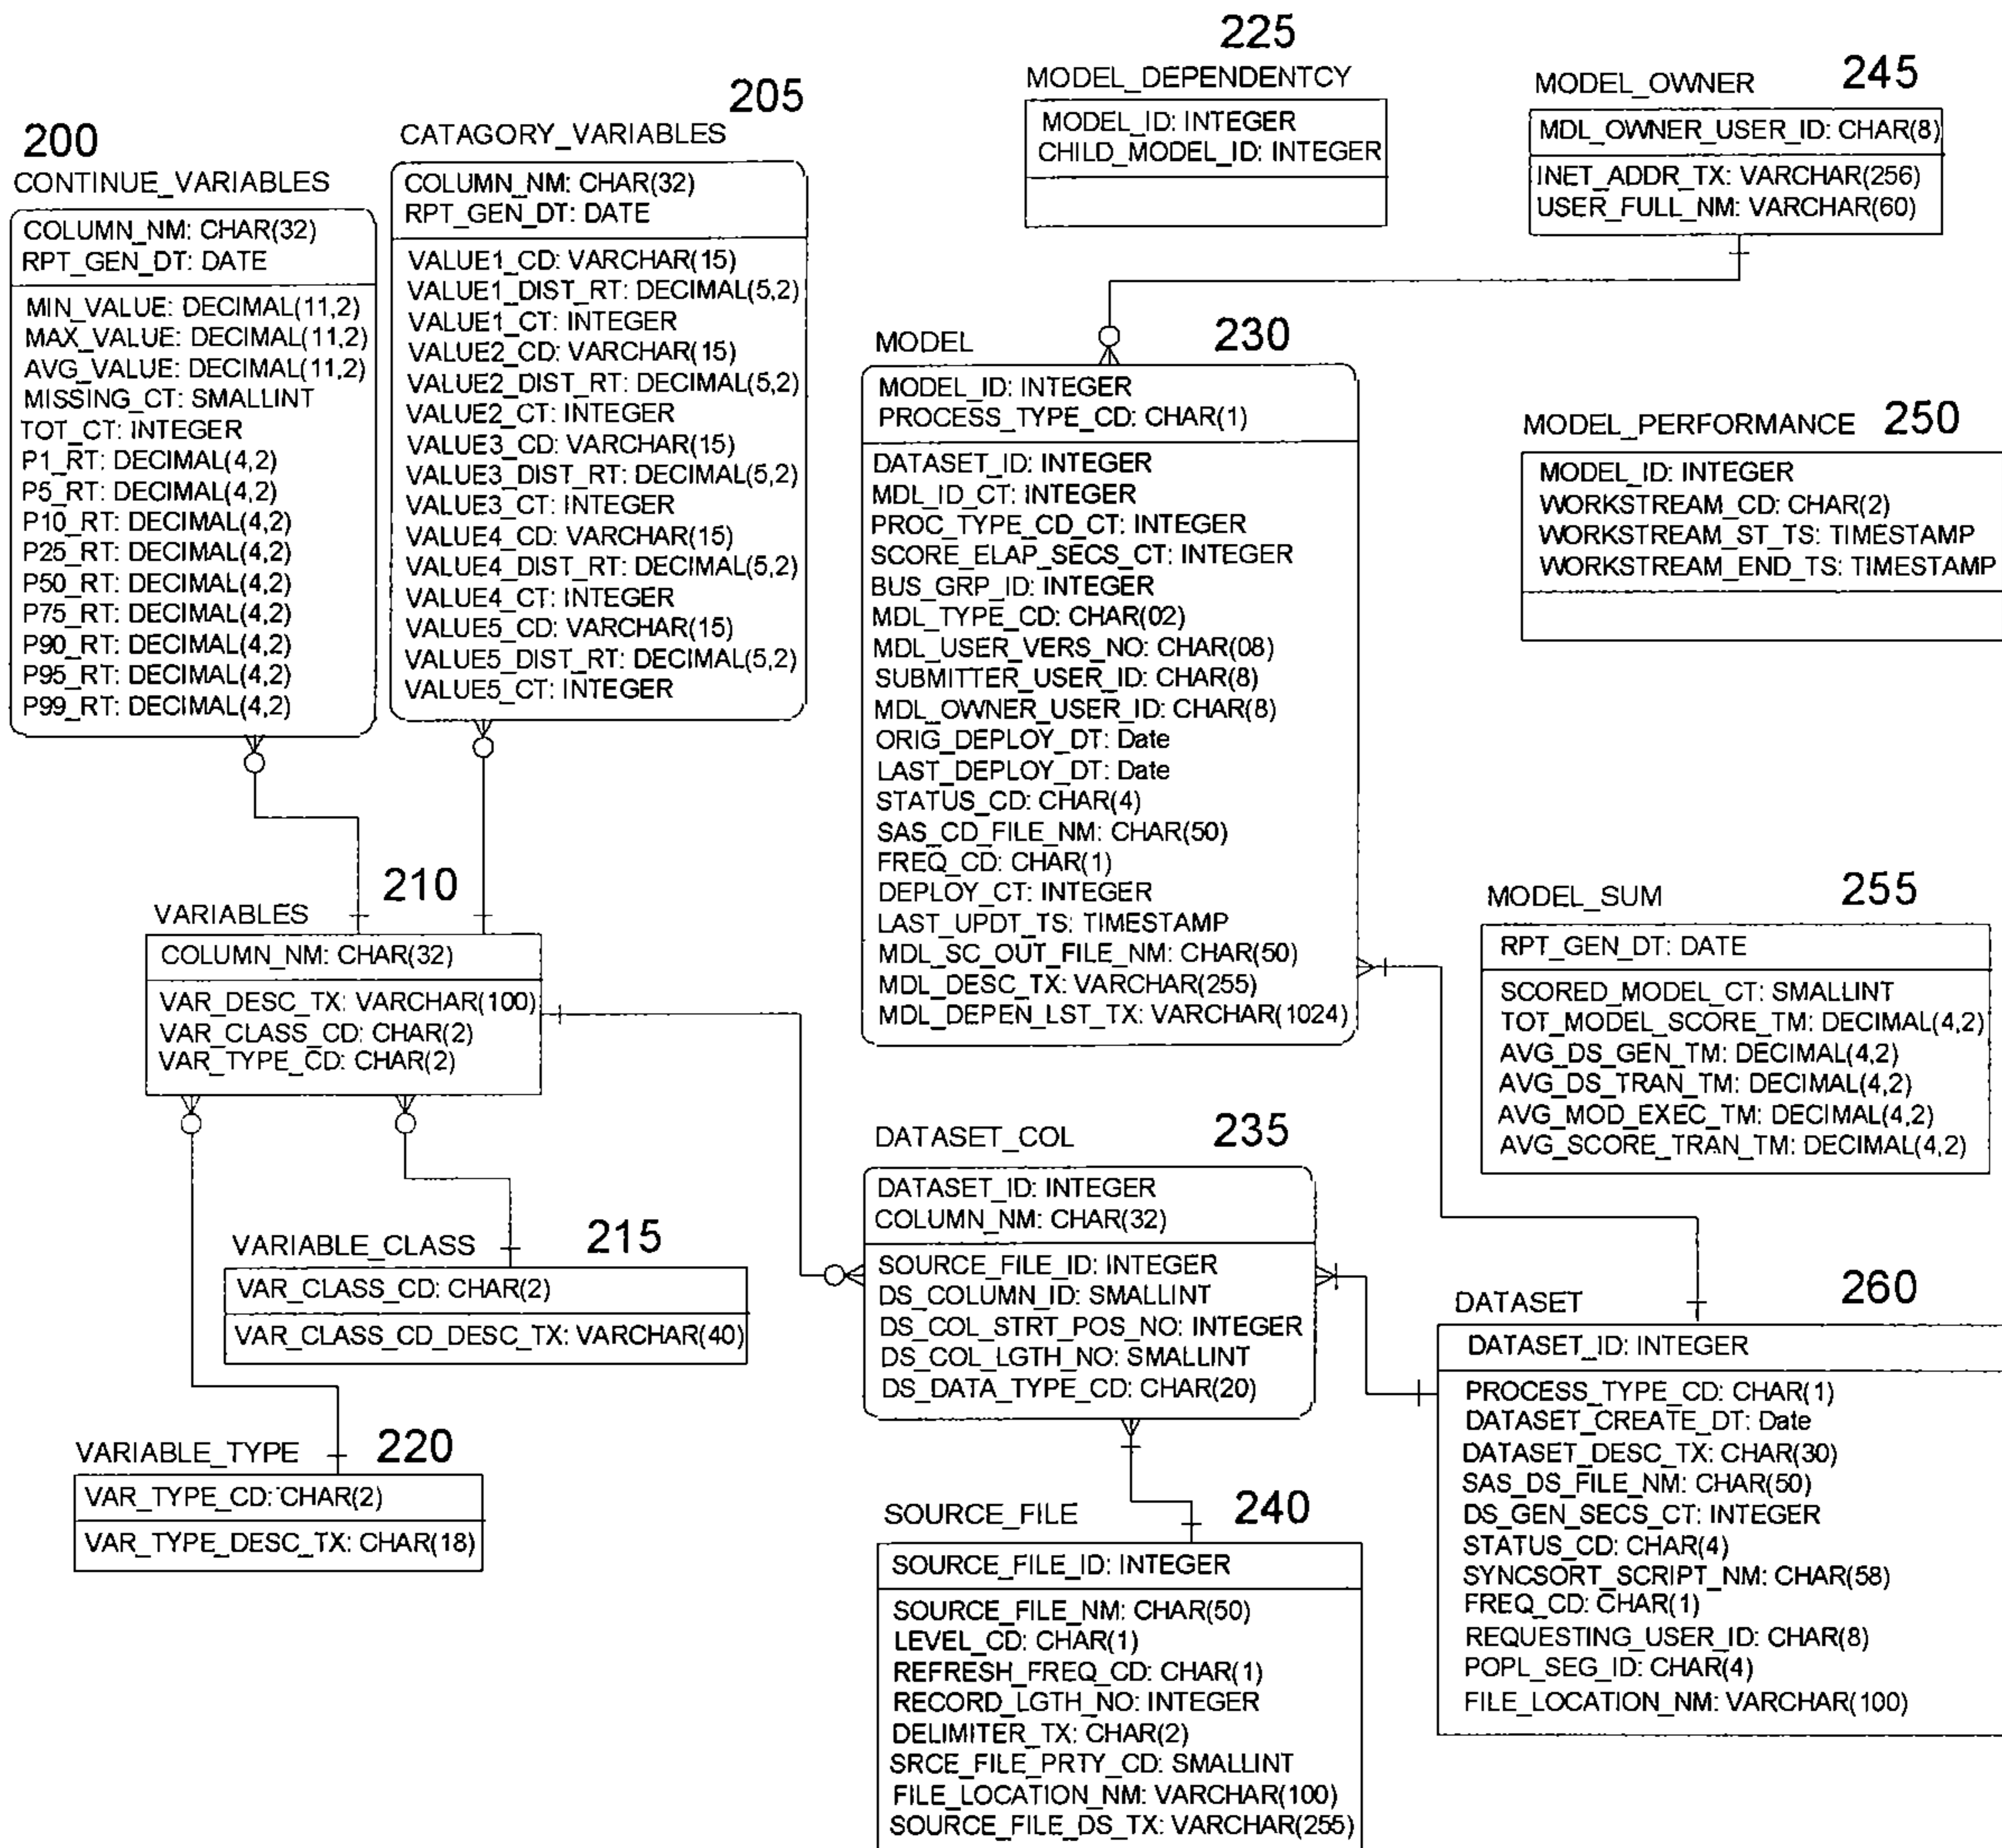 200
CONTINUE_VARIABLES
COLUMN_NM: CHAR(32)
RPT_GEN_DT: DATE
MIN_VALUE: DECIMAL(11,2)
MAX_VALUE: DECIMAL(11,2)
AVG_VALUE: DECIMAL(11,2)
MISSING_CT: SMALLINT
TOT_CT: INTEGER
P1_RT: DECIMAL(4,2)
P5_RT: DECIMAL(4,2)
P10_RT: DECIMAL(4,2)
P25_RT: DECIMAL(4,2)
P50_RT: DECIMAL(4,2)
P75_RT: DECIMAL(4,2)
P90_RT: DECIMAL(4,2)
P95_RT: DECIMAL(4,2)
P99_RT: DECIMAL(4,2)
205
CATAGORY_VARIABLES
COLUMN_NM: CHAR(32)
RPT_GEN_DT: DATE
VALUE1_CD: VARCHAR(15)
VALUE1_DIST_RT: DECIMAL(5,2)
VALUE1_CT: INTEGER
VALUE2_CD: VARCHAR(15)
VALUE2_DIST_RT: DECIMAL(5,2)
VALUE2_CT: INTEGER
VALUE3_CD: VARCHAR(15)
VALUE3_DIST_RT: DECIMAL(5,2)
VALUE3_CT: INTEGER
VALUE4_CD: VARCHAR(15)
VALUE4_DIST_RT: DECIMAL(5,2)
VALUE4_CT: INTEGER
VALUE5_CD: VARCHAR(15)
VALUE5_DIST_RT: DECIMAL(5,2)
VALUE5_CT: INTEGER
210
VARIABLES
COLUMN_NM: CHAR(32)
VAR_DESC_TX: VARCHAR(100)
VAR_CLASS_CD: CHAR(2)
VAR_TYPE_CD: CHAR(2)
VARIABLE_CLASS 215
VAR_CLASS_CD: CHAR(2)
VAR_CLASS_CD_DESC_TX: VARCHAR(40)
VARIABLE_TYPE 220
VAR_TYPE_CD: CHAR(2)
VAR_TYPE_DESC_TX: CHAR(18)
225
MODEL_DEPENDENTCY
MODEL_ID: INTEGER
CHILD_MODEL_ID: INTEGER
MODEL 230
MODEL_ID: INTEGER
PROCESS_TYPE_CD: CHAR(1)
DATASET_ID: INTEGER
MDL_ID_CT: INTEGER
PROC_TYPE_CD_CT: INTEGER
SCORE_ELAP_SECS_CT: INTEGER
BUS_GRP_ID: INTEGER
MDL_TYPE_CD: CHAR(02)
MDL_USER_VERS_NO: CHAR(08)
SUBMITTER_USER_ID: CHAR(8)
MDL_OWNER_USER_ID: CHAR(8)
ORIG_DEPLOY_DT: Date
LAST_DEPLOY_DT: Date
STATUS_CD: CHAR(4)
SAS_CD_FILE_NM: CHAR(50)
FREQ_CD: CHAR(1)
DEPLOY_CT: INTEGER
LAST_UPDT_TS: TIMESTAMP
MDL_SC_OUT_FILE_NM: CHAR(50)
MDL_DESC_TX: VARCHAR(255)
MDL_DEPEN_LST_TX: VARCHAR(1024)
DATASET_COL 235
DATASET_ID: INTEGER
COLUMN_NM: CHAR(32)
SOURCE_FILE_ID: INTEGER
DS_COLUMN_ID: SMALLINT
DS_COL_STRT_POS_NO: INTEGER
DS_COL_LGTH_NO: SMALLINT
DS_DATA_TYPE_CD: CHAR(20)
SOURCE_FILE 240
SOURCE_FILE_ID: INTEGER
SOURCE_FILE_NM: CHAR(50)
LEVEL_CD: CHAR(1)
REFRESH_FREQ_CD: CHAR(1)
RECORD_LGTH_NO: INTEGER
DELIMITER_TX: CHAR(2)
SRCE_FILE_PRTY_CD: SMALLINT
FILE_LOCATION_NM: VARCHAR(100)
SOURCE_FILE_DS_TX: VARCHAR(255)
MODEL_OWNER 245
MDL_OWNER_USER_ID: CHAR(8)
INET_ADDR_TX: VARCHAR(256)
USER_FULL_NM: VARCHAR(60)
MODEL_PERFORMANCE 250
MODEL_ID: INTEGER
WORKSTREAM_CD: CHAR(2)
WORKSTREAM_ST_TS: TIMESTAMP
WORKSTREAM_END_TS: TIMESTAMP
MODEL_SUM 255
RPT_GEN_DT: DATE
SCORED_MODEL_CT: SMALLINT
TOT_MODEL_SCORE_TM: DECIMAL(4,2)
AVG_DS_GEN_TM: DECIMAL(4,2)
AVG_DS_TRAN_TM: DECIMAL(4,2)
AVG_MOD_EXEC_TM: DECIMAL(4,2)
AVG_SCORE_TRAN_TM: DECIMAL(4,2)
DATASET 260
DATASET_ID: INTEGER
PROCESS_TYPE_CD: CHAR(1)
DATASET_CREATE_DT: Date
DATASET_DESC_TX: CHAR(30)
SAS_DS_FILE_NM: CHAR(50)
DS_GEN_SECS_CT: INTEGER
STATUS_CD: CHAR(4)
SYNCSORT_SCRIPT_NM: CHAR(58)
FREQ_CD: CHAR(1)
REQUESTING_USER_ID: CHAR(8)
POPL_SEG_ID: CHAR(4)
FILE_LOCATION_NM: VARCHAR(100)